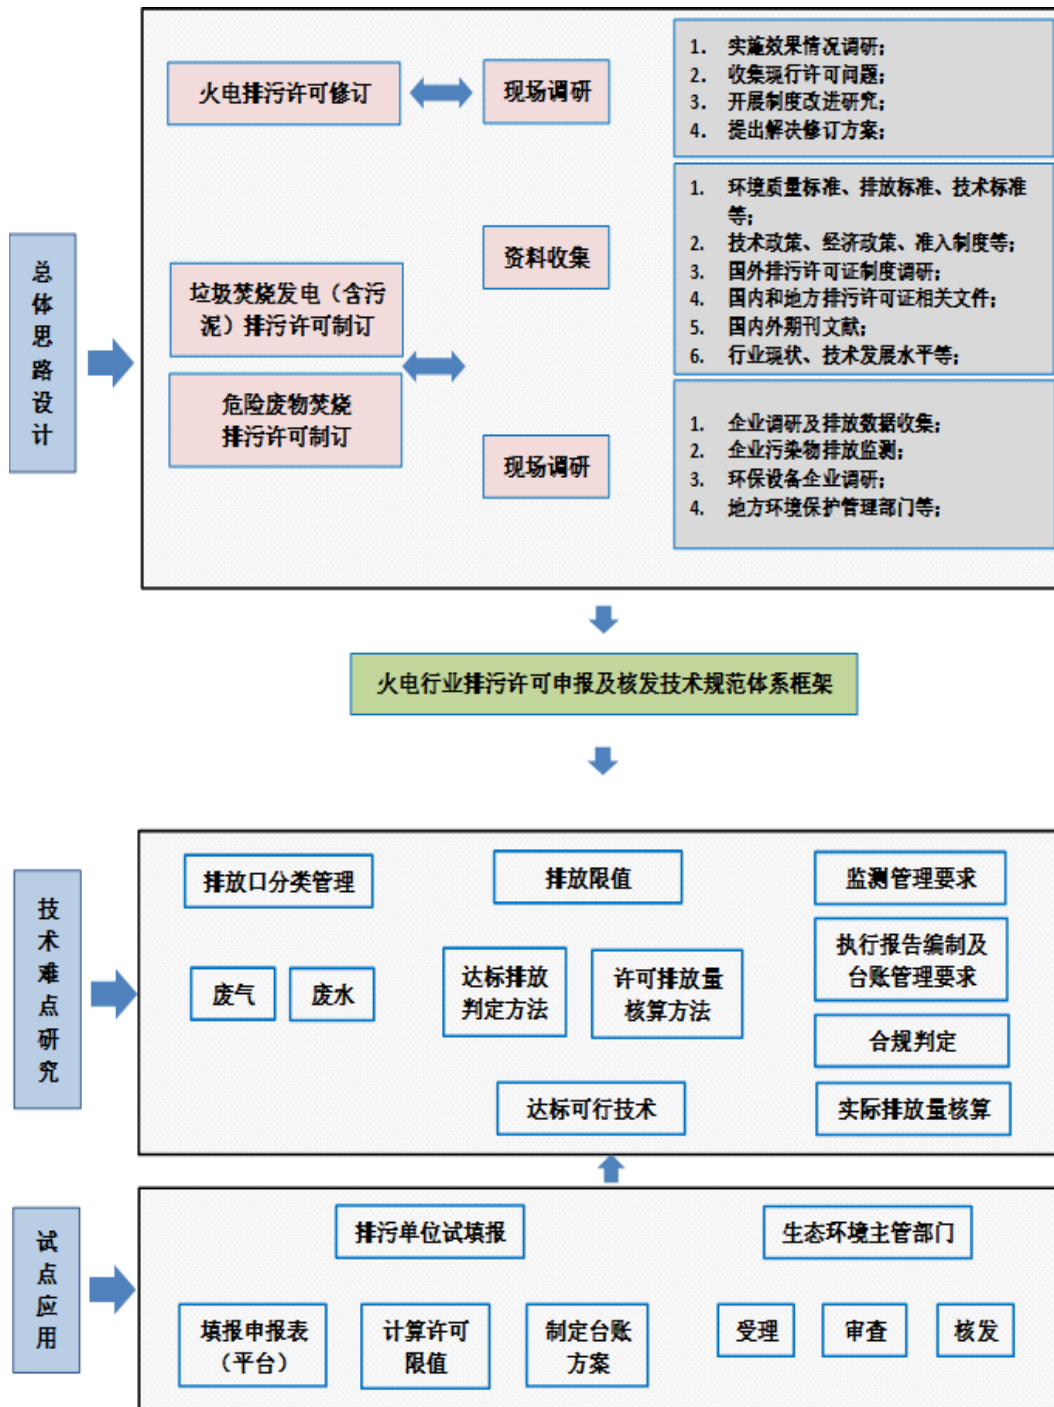 总
体
思
路
设
计
火电排污许可修订
现场调研
1. 实施效果情况调研;
2. 收集现行许可问题;
3. 开展制度改进研究;
4. 提出解决修订方案;
垃圾焚烧发电（含污
泥）排污许可制订
危险废物焚烧
排污许可制订
资料收集
1. 环境质量标准、排放标准、技术标准
等;
2. 技术政策、经济政策、准入制度等;
3. 国外排污许可证制度调研;
4. 国内和地方排污许可证相关文件;
5. 国内外期刊文献;
6. 行业现状、技术发展水平等;
现场调研
1. 企业调研及排放数据收集;
2. 企业污染物排放监测;
3. 环保设备企业调研;
4. 地方环境保护管理部门等;
火电行业排污许可申报及核发技术规范体系框架
技
术
难
点
研
究
排放口分类管理
废气
废水
排放限值
达标排放
判定方法
许可排放量
核算方法
达标可行技术
监测管理要求
执行报告编制及
台账管理要求
合规判定
实际排放量核算
试
点
应
用
排污单位试填报
填报申报表
（平台）
计算许可
限值
制定台账
方案
生态环境主管部门
受理
审查
核发